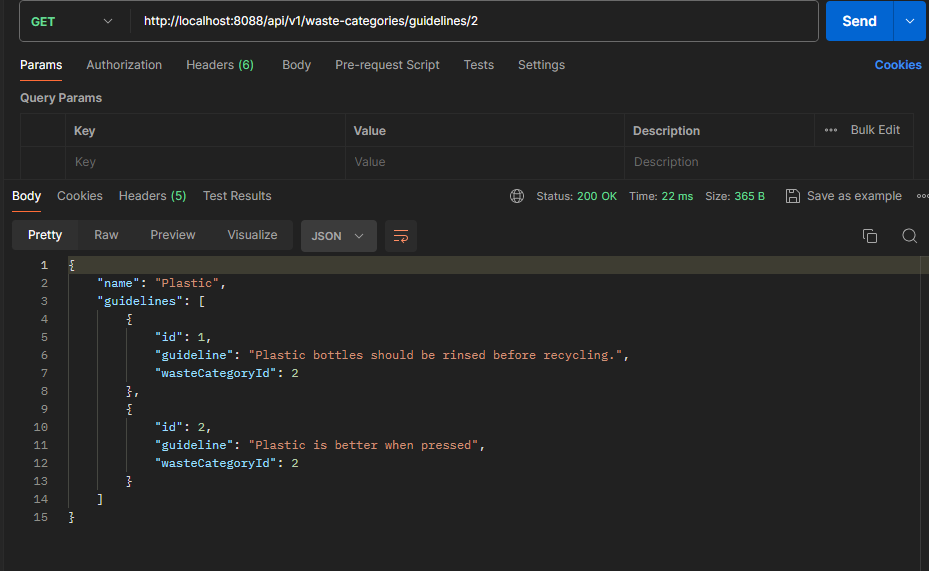 GET http://localhost:8088/api/v1/waste-categories/guidelines/2 Send
Params Authorization Headers (6) Body Pre-request Script Tests Settings Cookies
Query Params
Key Value Description ••• Bulk Edit
Key Value Description
Body Cookies Headers (5) Test Results Status: 200 OK Time: 22 ms Size: 365 B Save as example
Pretty Raw Preview Visualize JSON
1 {
2 "name": "Plastic",
3 "guidelines": [
4 {
5 "id": 1,
6 "guideline": "Plastic bottles should be rinsed before recycling.",
7 "wasteCategoryId": 2
8 },
9 {
10 "id": 2,
11 "guideline": "Plastic is better when pressed",
12 "wasteCategoryId": 2
13 }
14 ]
15 }